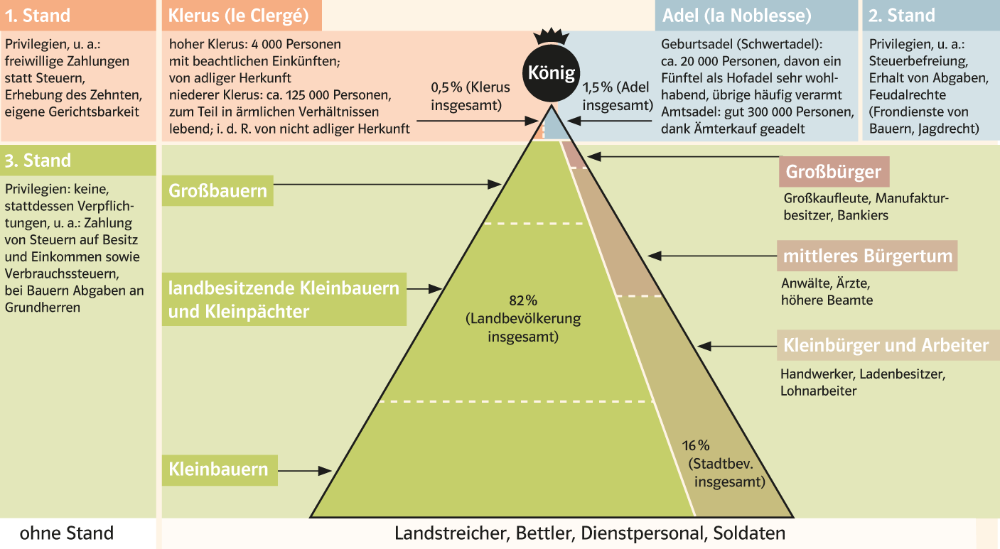 1. Stand
Privilegien, u. a.:
freiwillige Zahlungen
statt Steuern,
Erhebung des Zehnten,
eigene Gerichtsbarkeit
Klerus (le Clergé)
hoher Klerus: 4 000 Personen
mit beachtlichen Einkünften;
von adliger Herkunft
niederer Klerus: ca. 125 000 Personen,
zum Teil in ärmlichen Verhältnissen
lebend; i. d. R. von nicht adliger Herkunft
0,5 % (Klerus
insgesamt)
König
1,5 % (Adel
insgesamt)
Adel (la Noblesse)
Geburtsadel (Schwertadel):
ca. 20 000 Personen, davon ein
Fünftel als Hofadel sehr wohl-
habend, übrige häufig verarmt
Amtsadel: gut 300 000 Personen,
dank Ämterkauf geadelt
2. Stand
Privilegien, u. a.:
Steuerbefreiung,
Erhalt von Abgaben,
Feudalrechte
(Frondienste von
Bauern, Jagdrecht)
3. Stand
Privilegien: keine,
stattdessen Verpflich-
tungen, u. a.: Zahlung
von Steuern auf Besitz
und Einkommen sowie
Verbrauchssteuern,
bei Bauern Abgaben an
Grundherren
Großbauern
landbesitzende Kleinbauern
und Kleinpächter
Kleinbauern
82 %
(Landbevölkerung
insgesamt)
16 %
(Stadtbev.
insgesamt)
Großbürger
Großkaufleute, Manufaktur-
besitzer, Bankiers
mittleres Bürgertum
Anwälte, Ärzte,
höhere Beamte
Kleinbürger und Arbeiter
Handwerker, Ladenbesitzer,
Lohnarbeiter
ohne Stand
Landstreicher, Bettler, Dienstpersonal, Soldaten